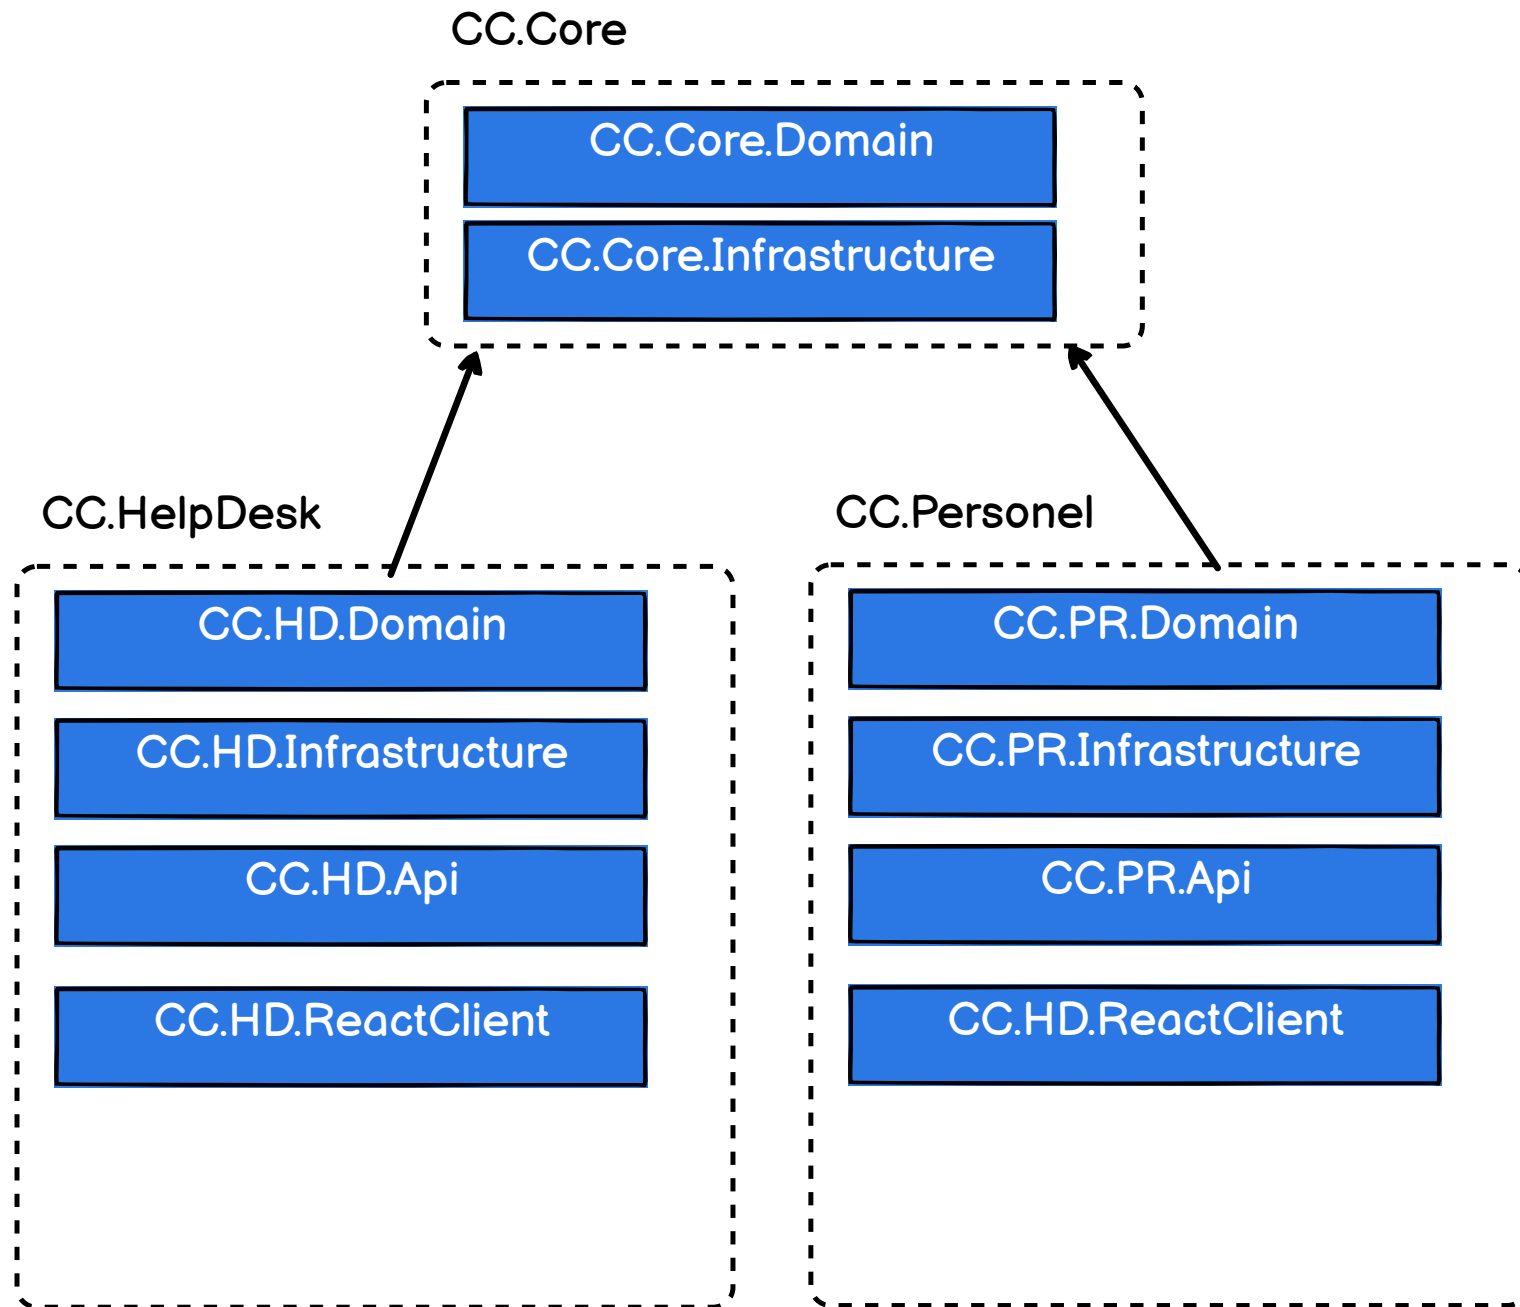 CC.Core
CC.Core.Domain
CC.Core.Infrastructure
CC.HelpDesk
CC.HD.Domain
CC.HD.Infrastructure
CC.HD.Api
CC.HD.ReactClient
CC.Personel
CC.PR.Domain
CC.PR.Infrastructure
CC.PR.Api
CC.HD.ReactClient